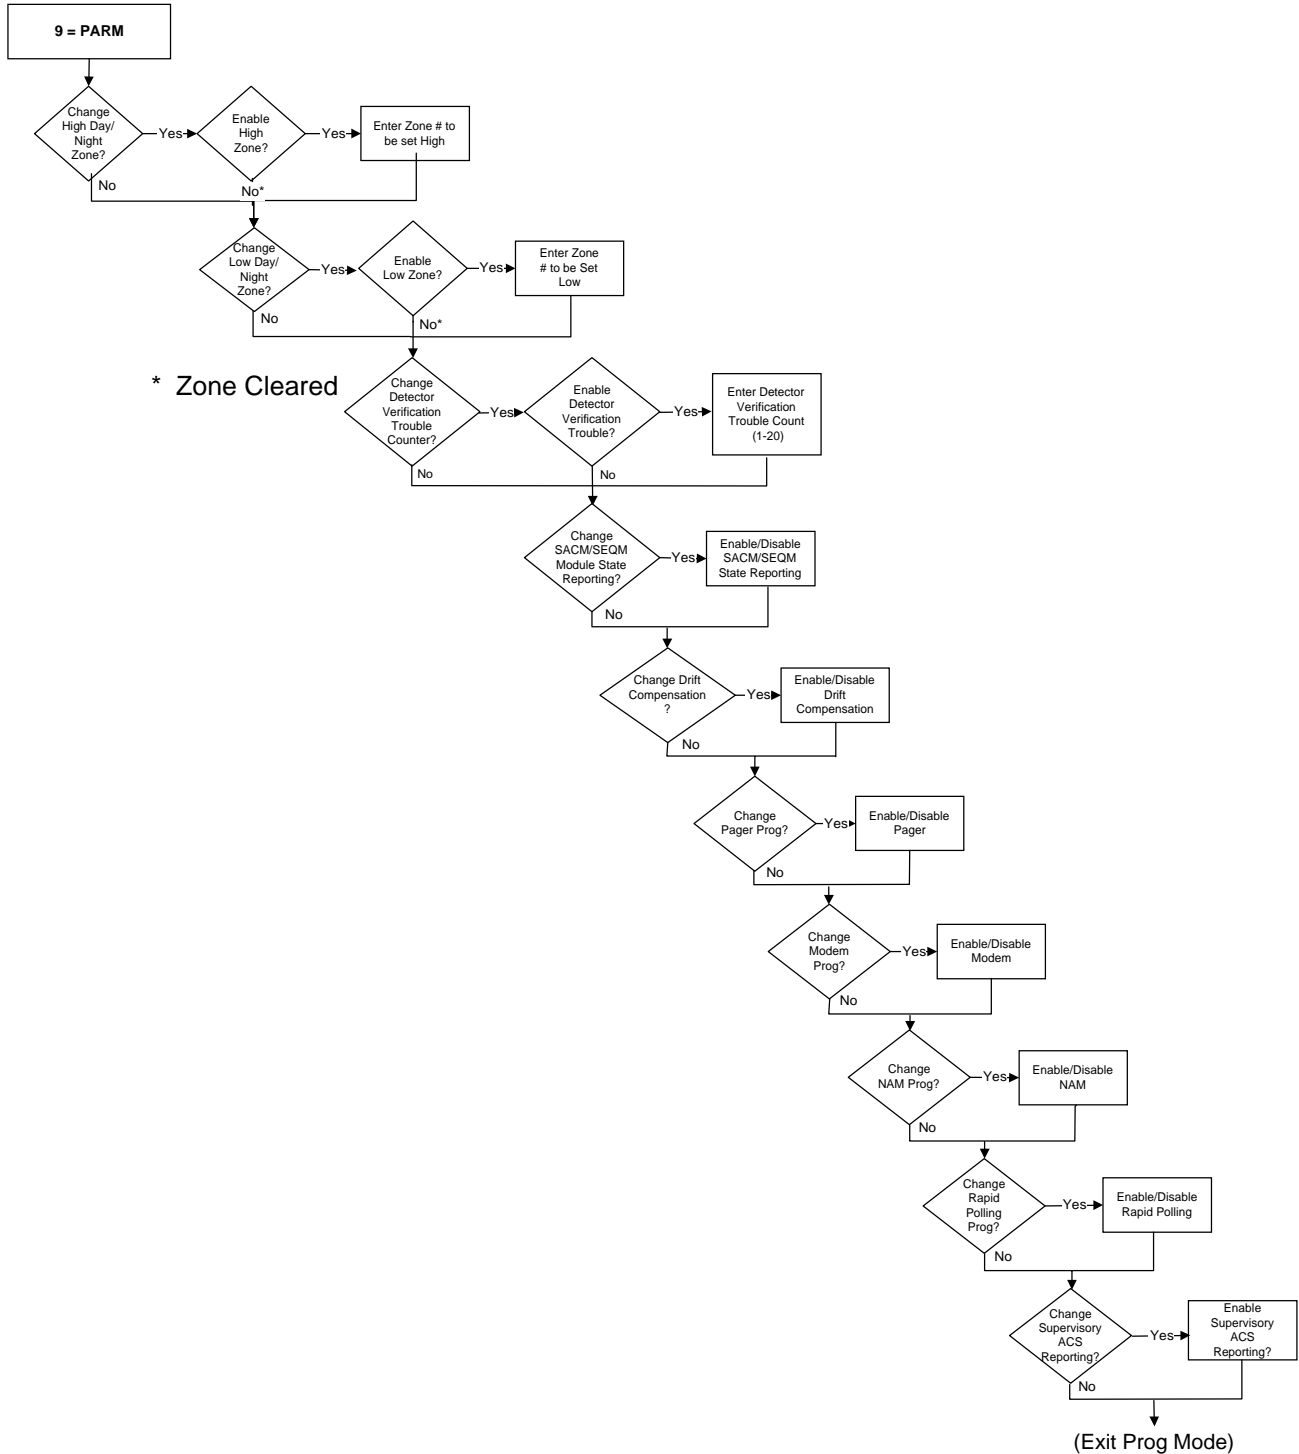 9 = PARM
Change
High Day/
Night
Zone?
Yes
Enable
High
Zone?
Yes
Enter Zone # to
be set High
No
No*
Change
Low Day/
Night
Zone?
Yes
Enable
Low Zone?
Yes
Enter Zone
# to be Set
Low
No
No*
* Zone Cleared
Change
Detector
Verification
Trouble
Counter?
Yes
Enable
Detector
Verification
Trouble?
Yes
Enter Detector
Verification
Trouble Count
(1-20)
No
No
Change
SACM/SEQM
Module State
Reporting?
Yes
Enable/Disable
SACM/SEQM
State Reporting
No
Change Drift
Compensation
?
Yes
Enable/Disable
Drift
Compensation
No
Change
Pager Prog?
Yes
Enable/Disable
Pager
No
Change
Modem
Prog?
Yes
Enable/Disable
Modem
No
Change
NAM Prog?
Yes
Enable/Disable
NAM
No
Change
Rapid
Polling
Prog?
Yes
Enable/Disable
Rapid Polling
No
Change
Supervisory
ACS
Reporting?
Yes
Enable
Supervisory
ACS
Reporting?
No
(Exit Prog Mode)